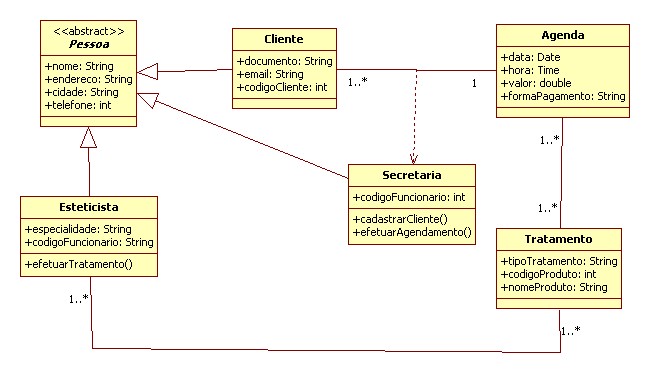 <<abstract>>
Pessoa
+nome: String
+endereco: String
+cidade: String
+telefone: int
Cliente
+documento: String
+email: String
+codigoCliente: int
1..*
1
Agenda
+data: Date
+hora: Time
+valor: double
+formaPagamento: String
1..*
1..*
Secretaria
+codigoFuncionario: int
+cadastrarCliente()
+efetuarAgendamento()
Esteticista
+especialidade: String
+codigoFuncionario: String
+efetuarTratamento()
1..*
Tratamento
+tipoTratamento: String
+codigoProduto: int
+nomeProduto: String
1..*